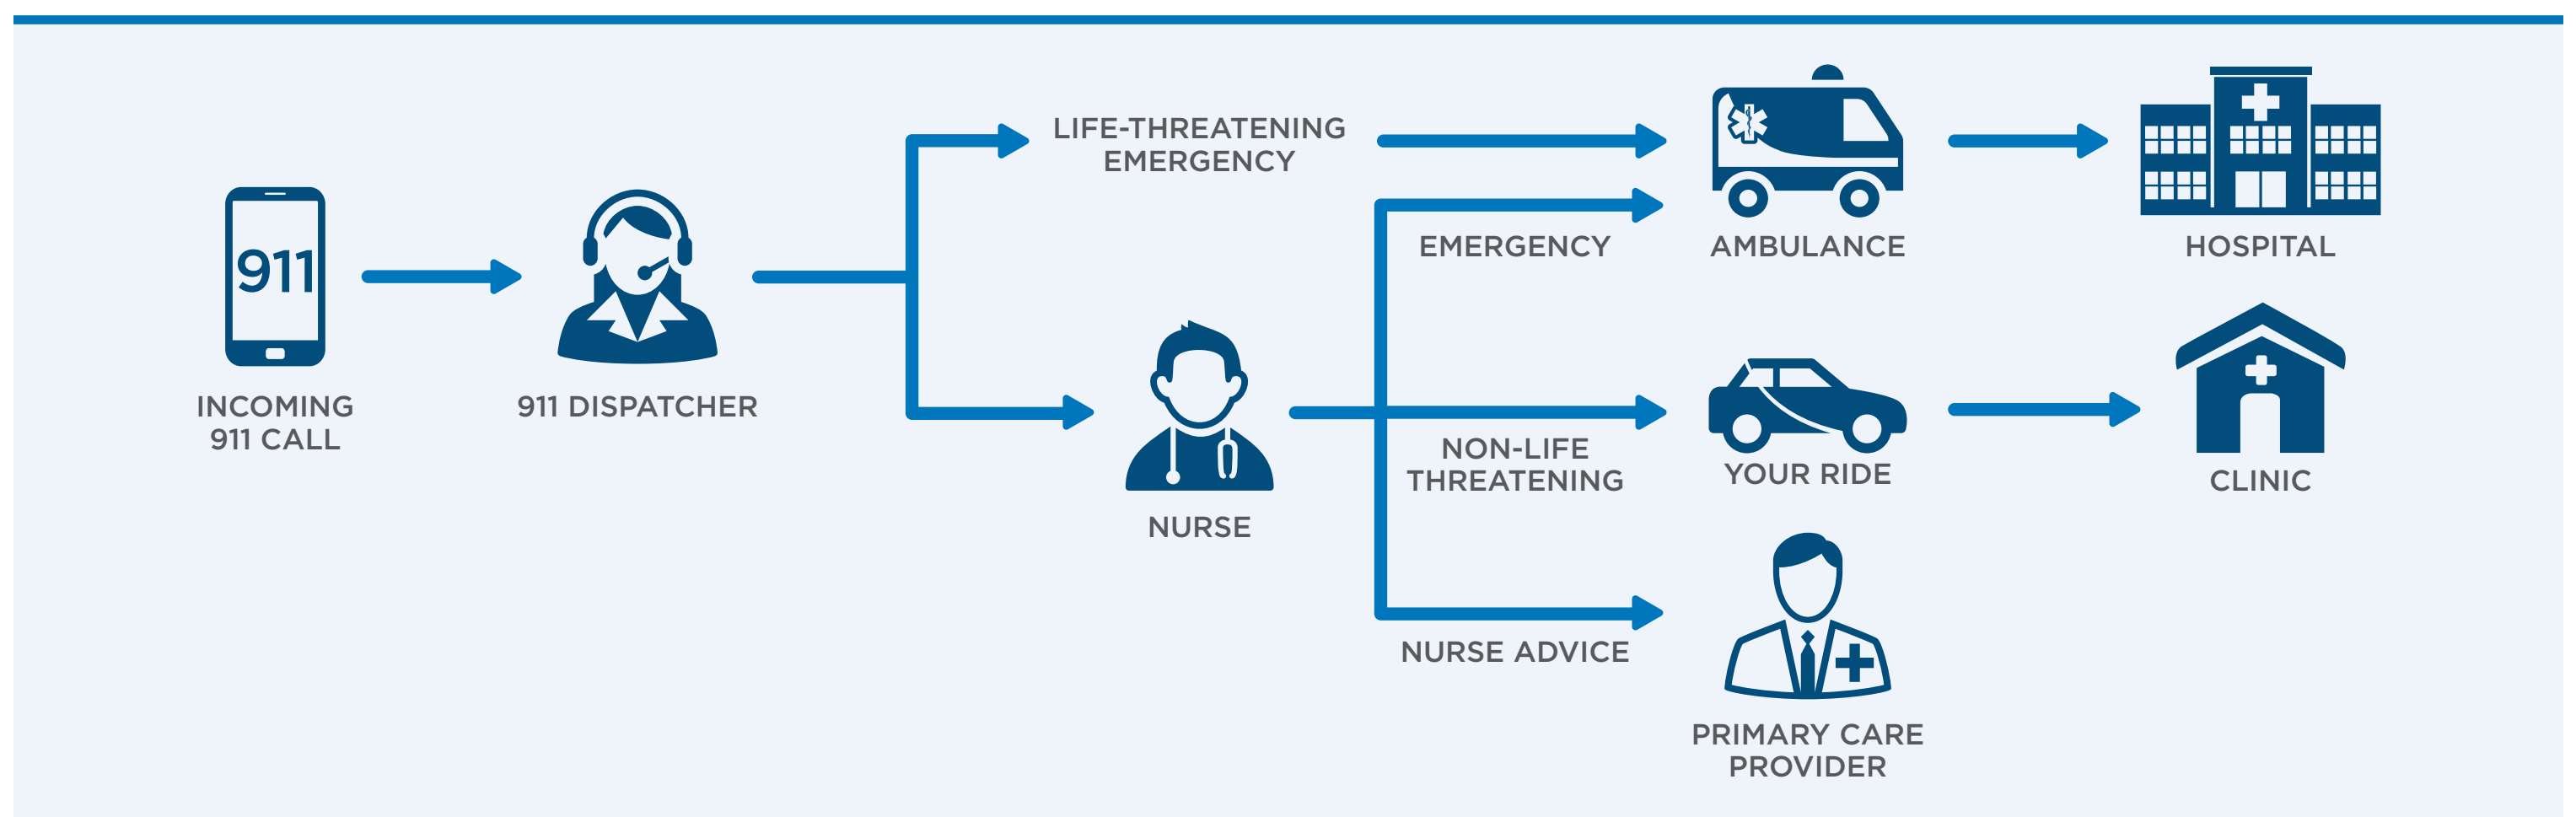 911
INCOMING
911 CALL
911 DISPATCHER
LIFE-THREATENING
EMERGENCY
NURSE
EMERGENCY
NON-LIFE
THREATENING
NURSE ADVICE
AMBULANCE
HOSPITAL
YOUR RIDE
CLINIC
PRIMARY CARE
PROVIDER